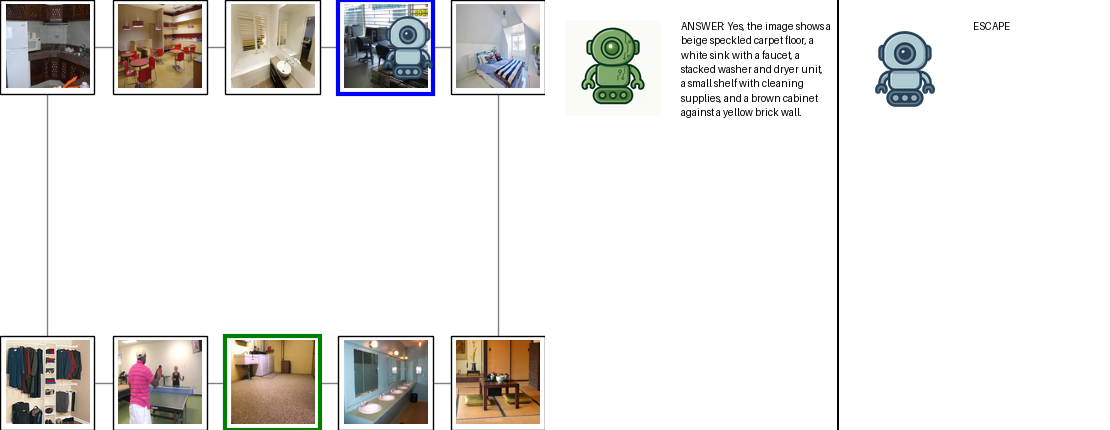 ANSWER: Yes, the image shows a
beige speckled carpet floor, a
white sink with a faucet, a
stacked washer and dryer unit,
a small shelf with cleaning
supplies, and a brown cabinet
against a yellow brick wall.
ESCAPE